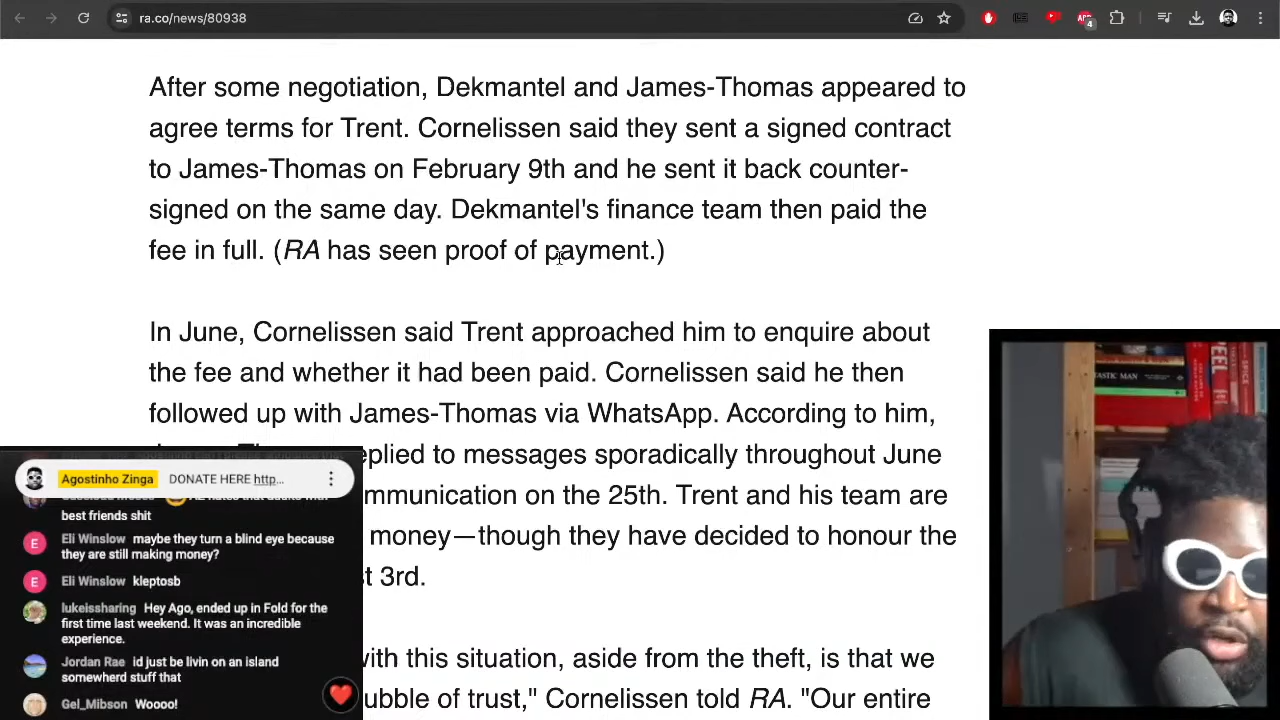 ra.co/news/80938
4
After some negotiation, Dekmantel and James-Thomas appeared to
agree terms for Trent. Cornelissen said they sent a signed contract
to James-Thomas on February 9th and he sent it back counter-
signed on the same day. Dekmantel's finance team then paid the
fee in full. (RA has seen proof of payment.)
In June, Cornelissen said Trent approached him to enquire about
the fee and whether it had been paid. Cornelissen said he then
followed up with James-Thomas via WhatsApp. According to him,
replied to messages sporadically throughout June
mmunication on the 25th. Trent and his team are
money—though they have decided to honour the
st 3rd.
with this situation, aside from the theft, is that we
ubble of trust," Cornelissen told RA. "Our entire
Agostinho Zinga DONATE HERE http...
best friends shit
Eli Winslow maybe they turn a blind eye because
they are still making money?
Eli Winslow kleptosb
lukeissharing Hey Ago, ended up in Fold for the
first time last weekend. It was an incredible
experience.
Jordan Rae id just be livin on an island
somewherd stuff that
Gel_Mibson Woooo!
TASTIC MAN